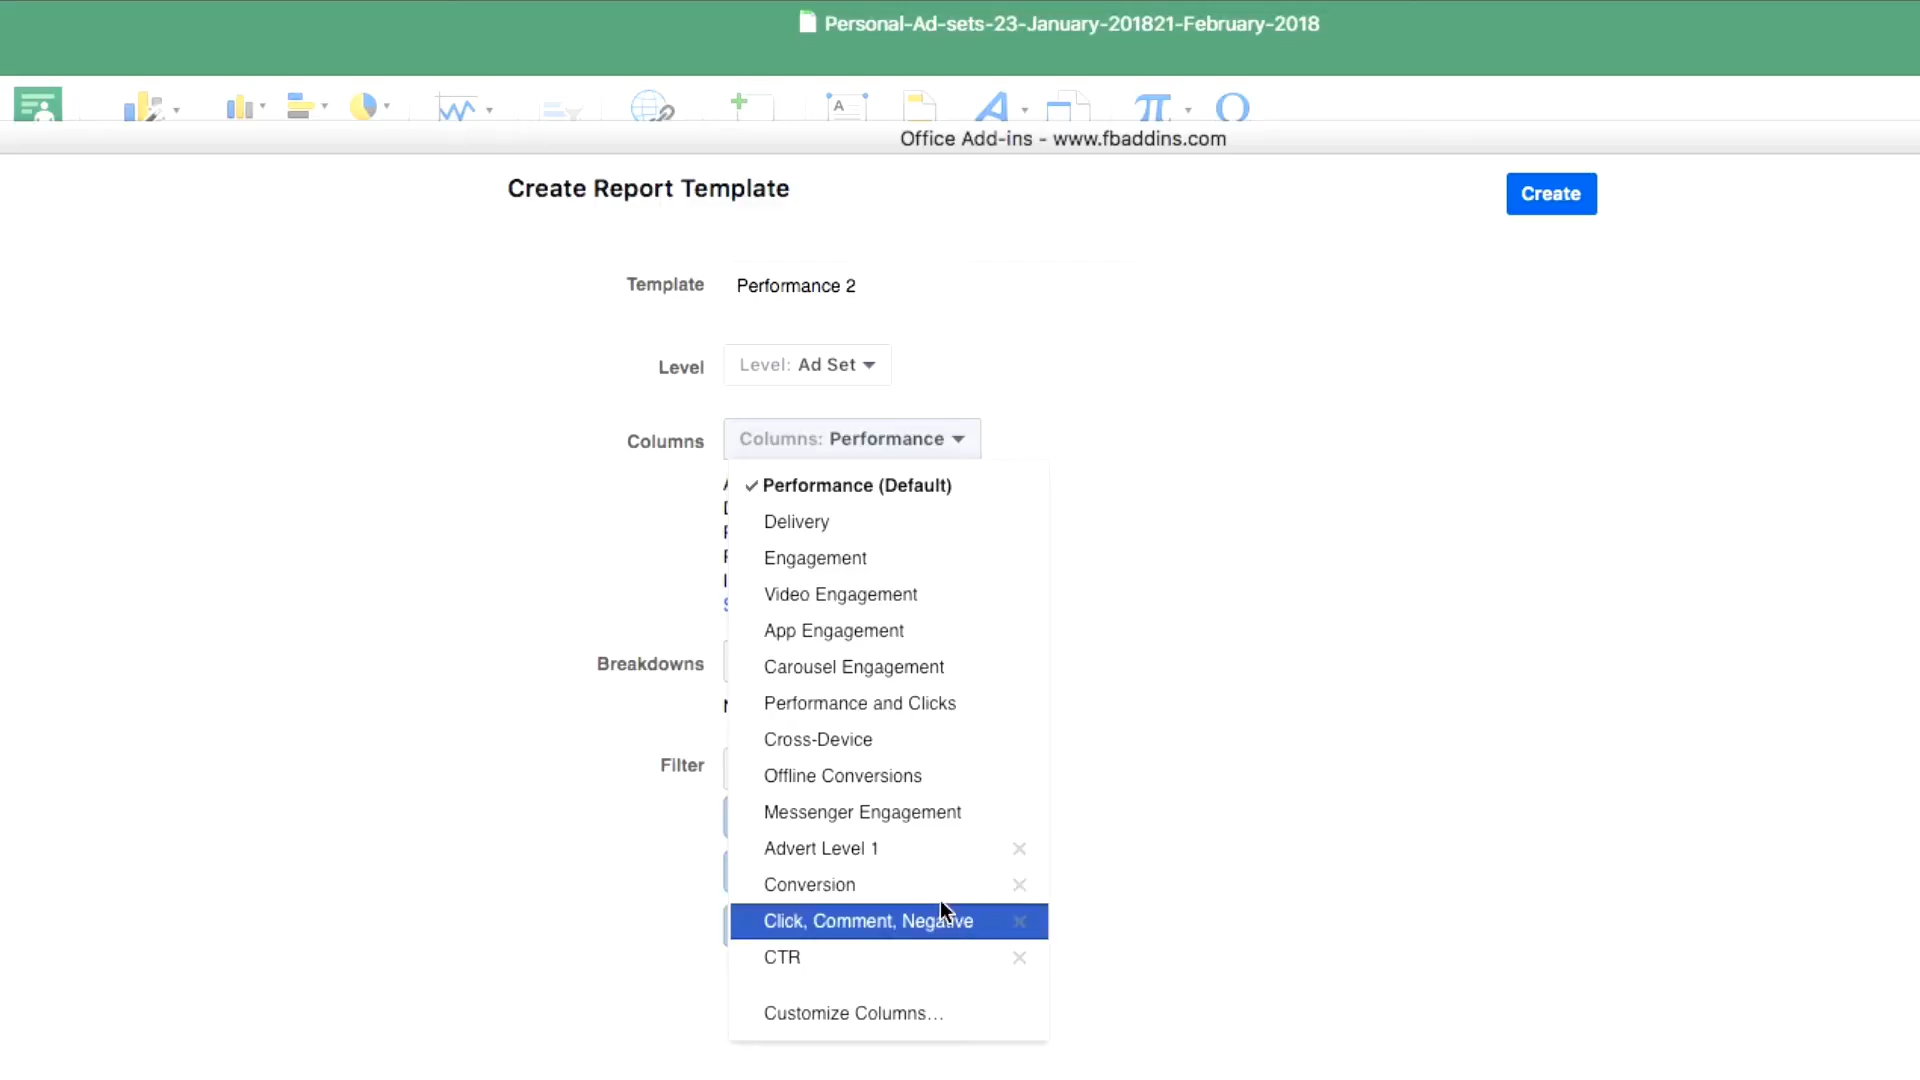 Personal-Ad-sets-23-January-201821-February-2018
Office Add-ins - www.fbaddins.com
Create Report Template
Create
Template Performance 2
Level Level: Ad Set
Columns Columns: Performance
Performance (Default)
Delivery
Engagement
Video Engagement
App Engagement
Carousel Engagement
Performance and Clicks
Cross-Device
Offline Conversions
Messenger Engagement
Advert Level 1
Conversion
Click, Comment, Negative
CTR
Customize Columns...
Breakdowns
Filter